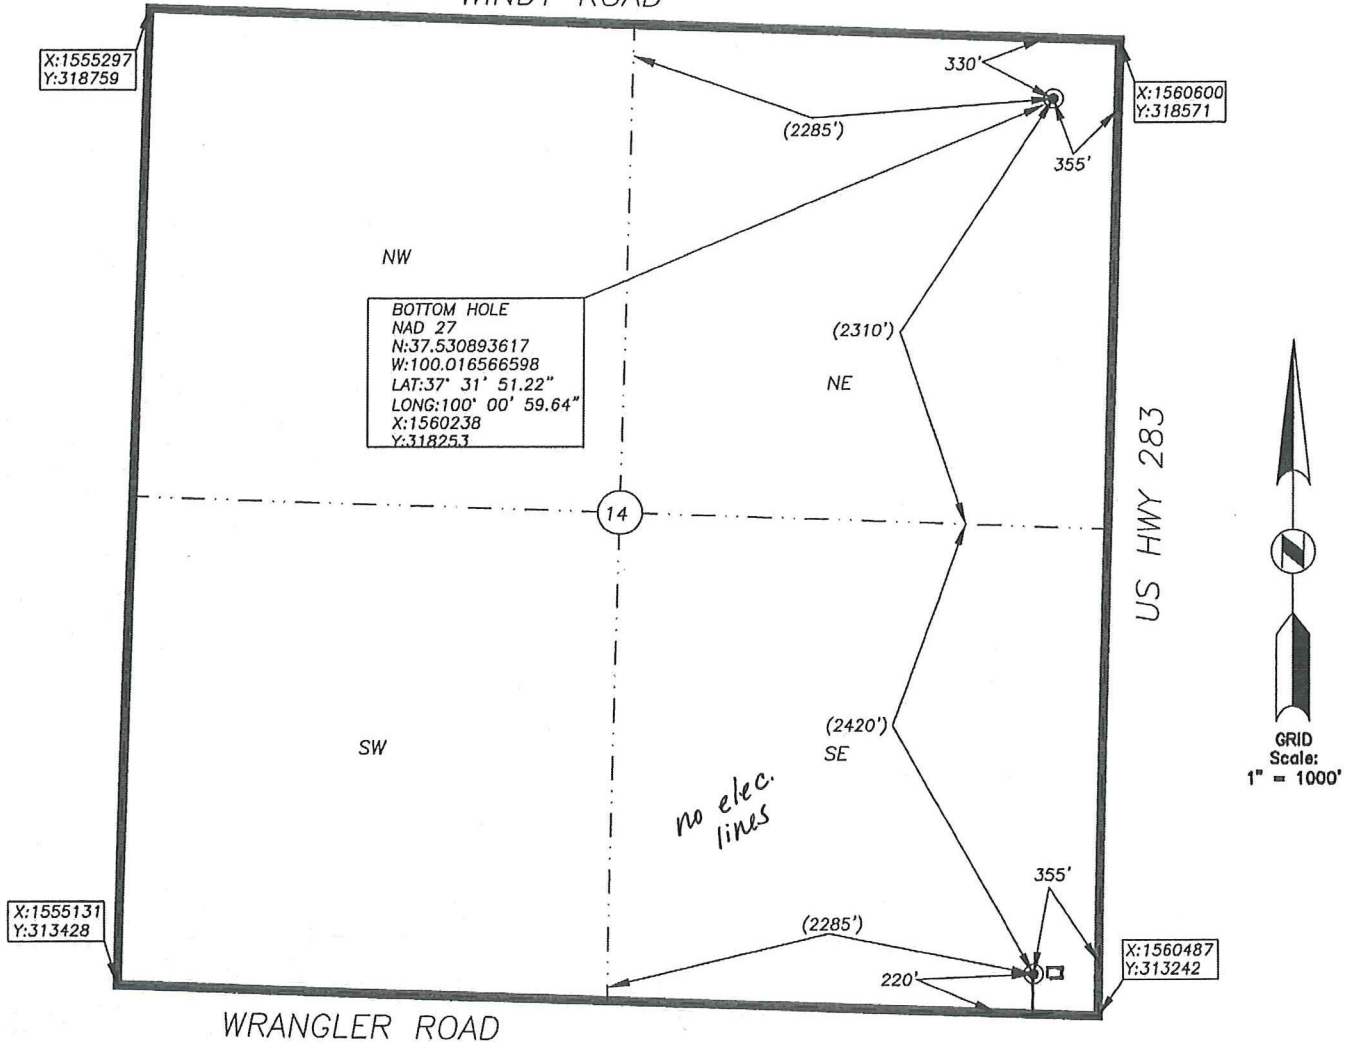 WINDY ROAD
X:1555297
Y:318759
330'
X:1560600
Y:318571
(2285')
355'
NW
BOTTOM HOLE
NAD 27
N:37.530893617
W:100.016566598
LAT:37° 31' 51.22"
LONG:100° 00' 59.64"
X:1560238
Y:318253
(2310')
NE
US HWY 283
14
N
GRID
Scale:
1" = 1000'
SW
(2420')
SE
no elec.
lines
355'
X:1555131
Y:313428
(2285')
220'
X:1560487
Y:313242
WRANGLER ROAD